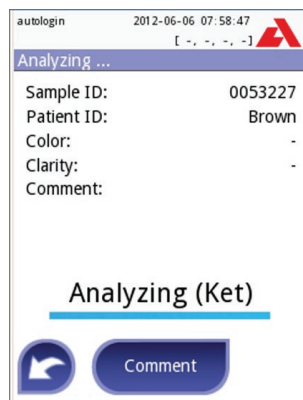 autologin 2012-06-06 07:58:47
[ -, -, -, -]
Analyzing ...
Sample ID: 0053227
Patient ID: Brown
Color: -
Clarity: -
Comment:
Analyzing (Ket)
Comment